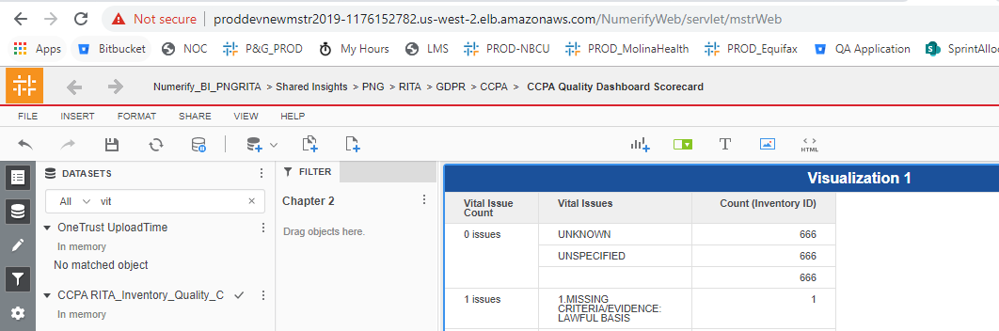 Not secure | proddevnewmstr2019-1176152782.us-west-2.elb.amazonaws.com/NumerifyWeb/servlet/mstrWeb
Apps Bitbucket NOC P&G_PROD My Hours LMS PROD-NBCU PROD_MolinaHealth PROD_Equifax QA Application SprintAlloc
Numerify_BI_PNGRITA > Shared Insights > PNG > RITA > GDPR > CCPA > CCPA Quality Dashboard Scorecard
FILE INSERT FORMAT SHARE VIEW HELP
T HTML
DATASETS
FILTER
Visualization 1
All vit
Chapter 2
Vital Issue Count
Vital Issues
Count (Inventory ID)
OneTrust UploadTime
In memory
No matched object
Drag objects here.
0 issues UNKNOWN 666
UNSPECIFIED 666
666
CCPA RITA_Inventory_Quality_C
In memory
1 issues 1.MISSING 1
CRITERIA/EVIDENCE:
LAWFUL BASIS